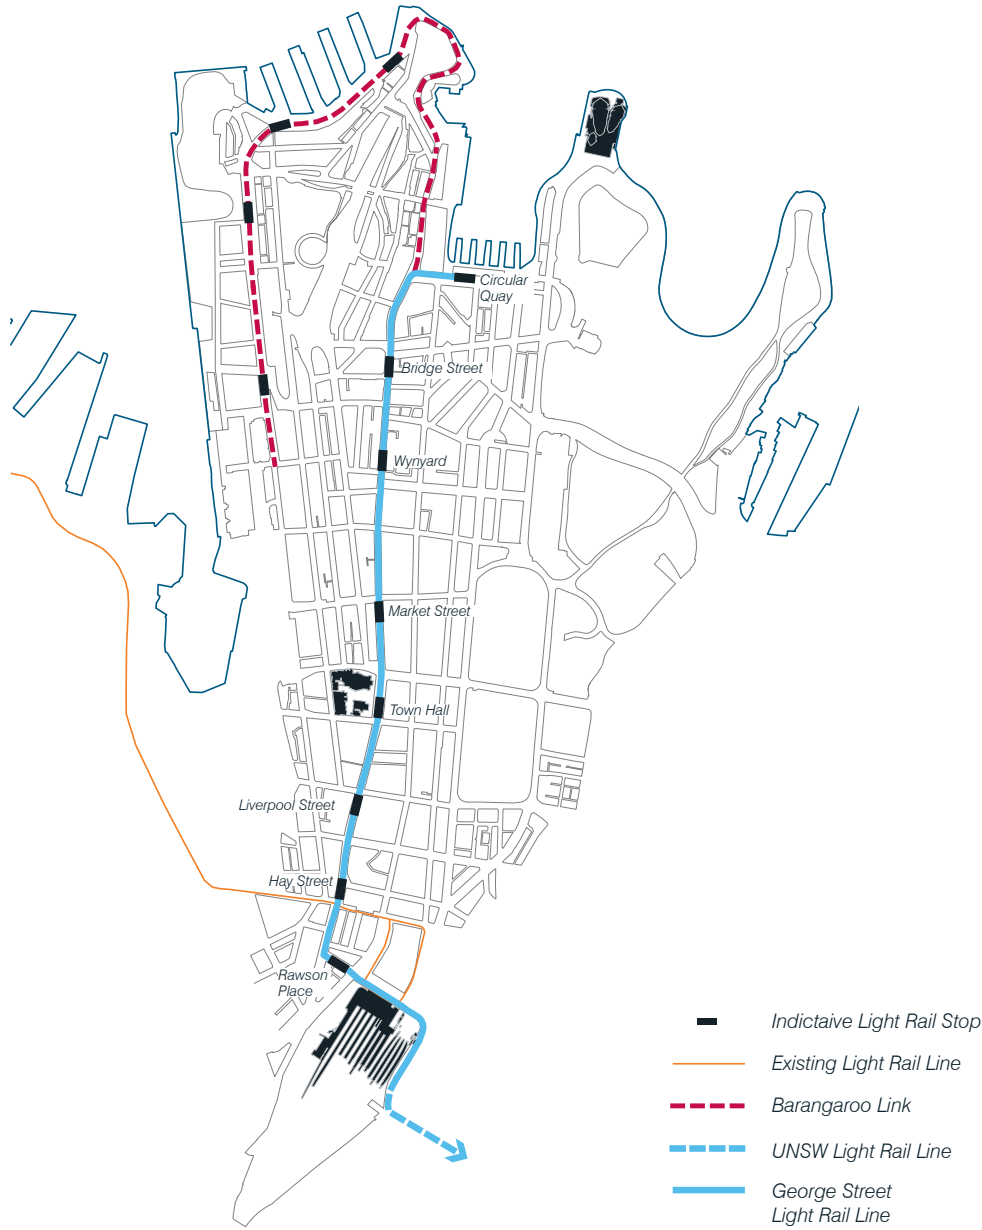 Circular
Quay
Bridge Street
Wynyard
Market Street
Town Hall
Liverpool Street
Hay Street
Rawson
Place
Indictaive Light Rail Stop
Existing Light Rail Line
Barangaroo Link
UNSW Light Rail Line
George Street
Light Rail Line